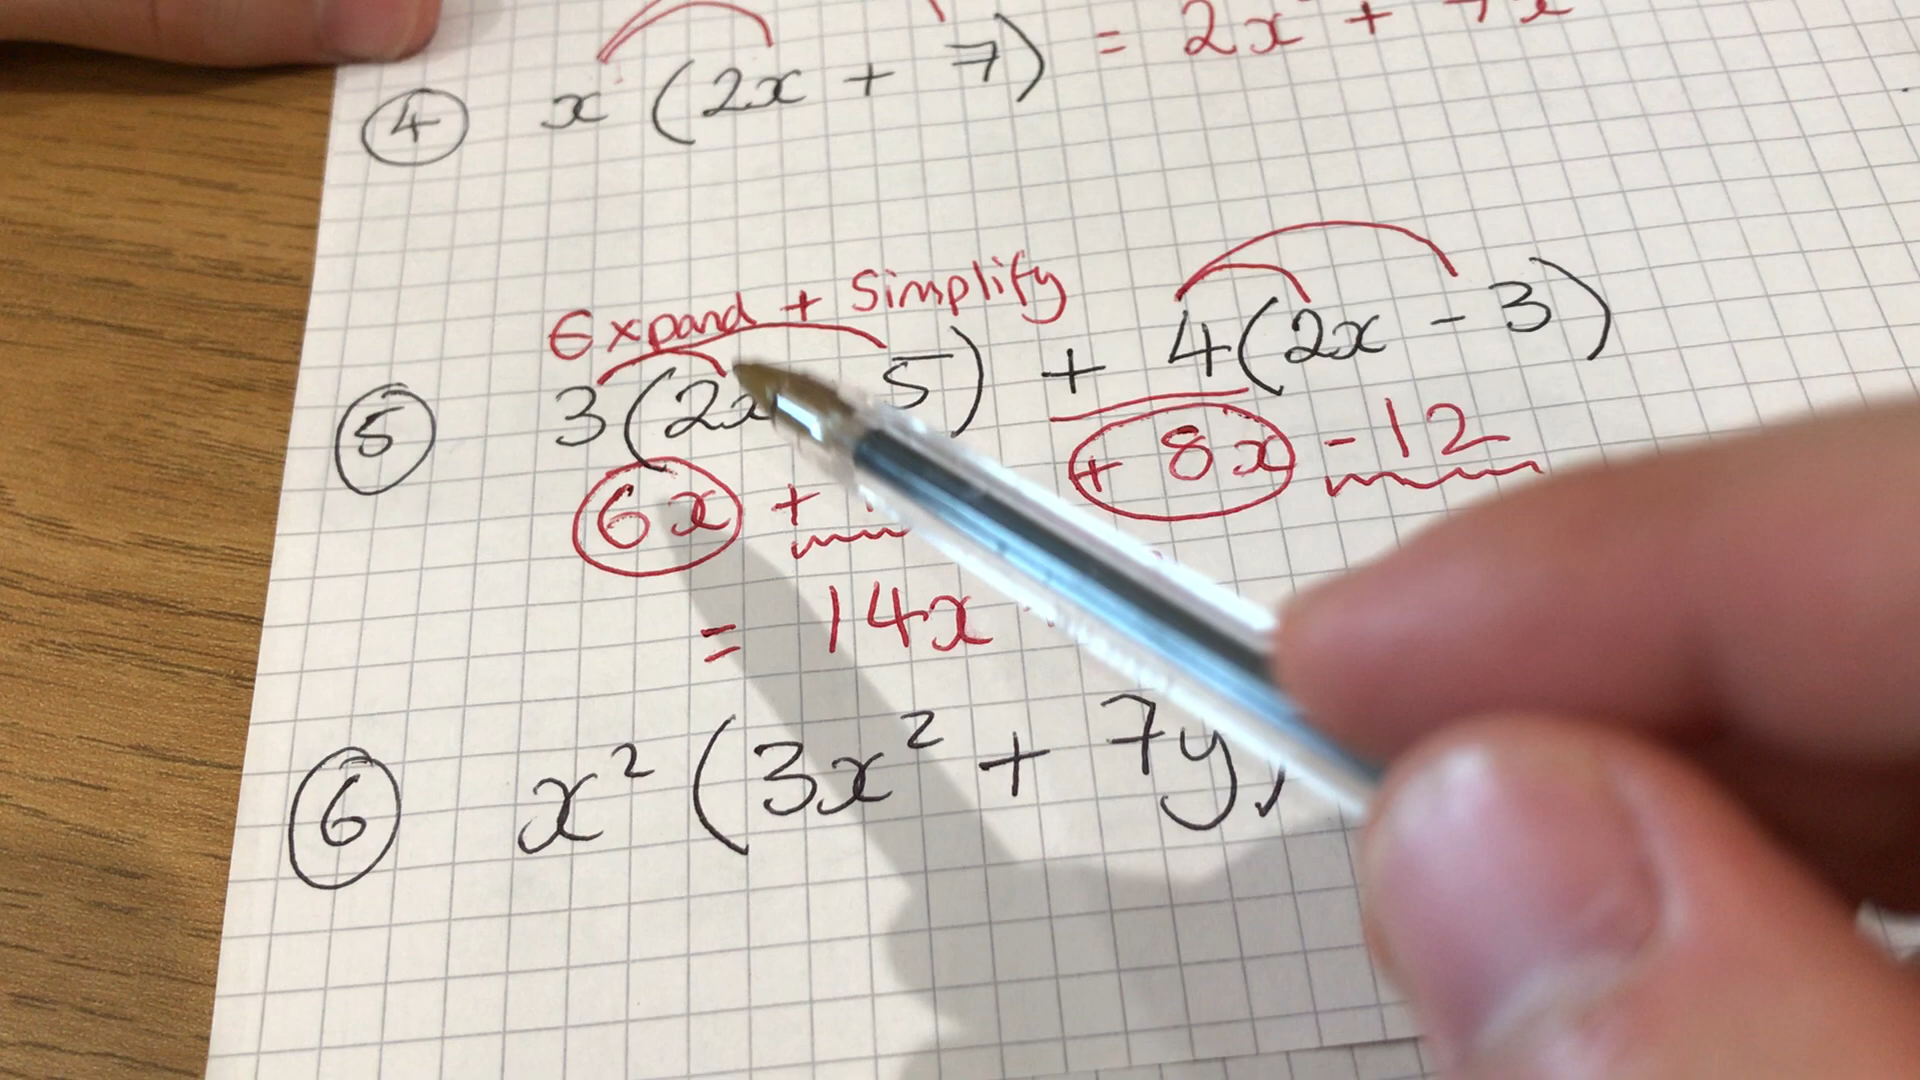 ④ x (2x + 7) = 2x + 7x
Expand + Simplify
⑤ 3(2x 5) + 4(2x - 3)
6x + + 8x - 12
= 14x
⑥ x² (3x² + 7y)